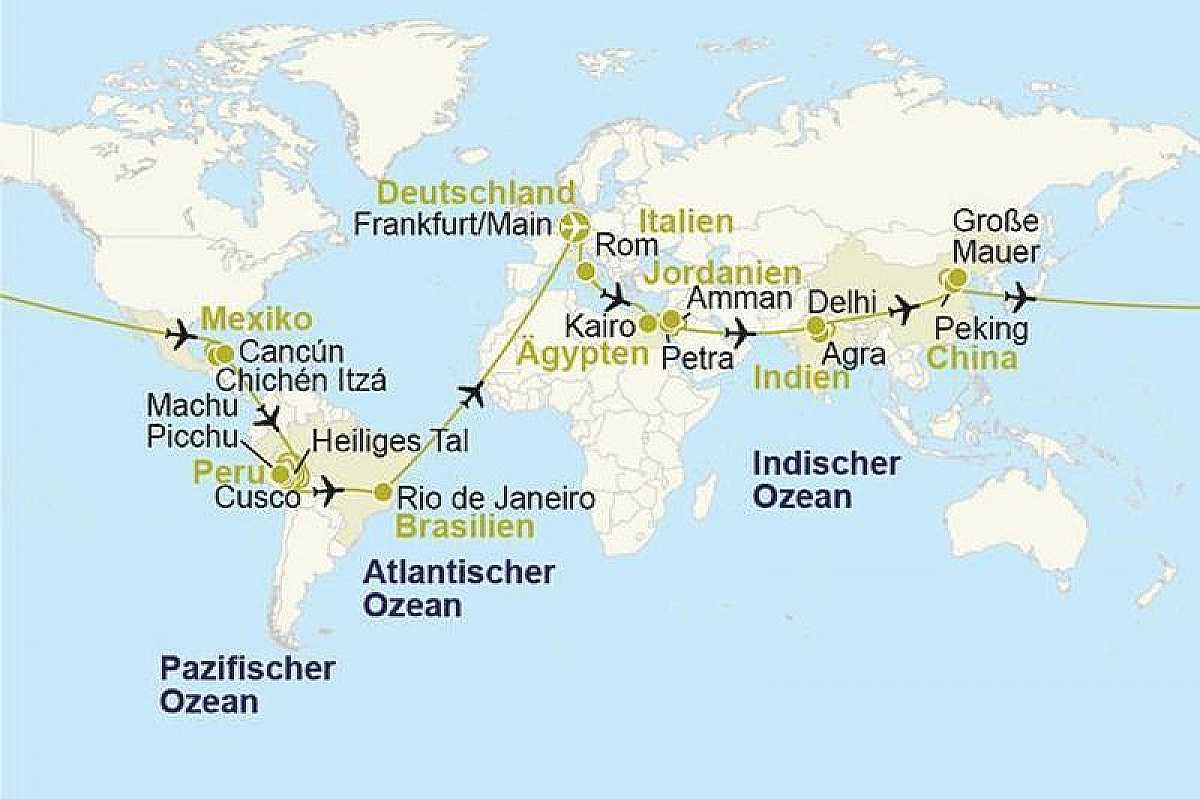 Deutschland
Frankfurt/Main
Italien
Rom
Große
Mauer
Jordanien
Amman
Delhi
Kairo
Petra
Agra
Peking
Ägypten
Indien
China
Mexiko
Cancún
Chichén Itzá
Machu
Picchu
Heiliges Tal
Peru
Cusco
Rio de Janeiro
Brasilien
Indischer
Ozean
Atlantischer
Ozean
Pazifischer
Ozean